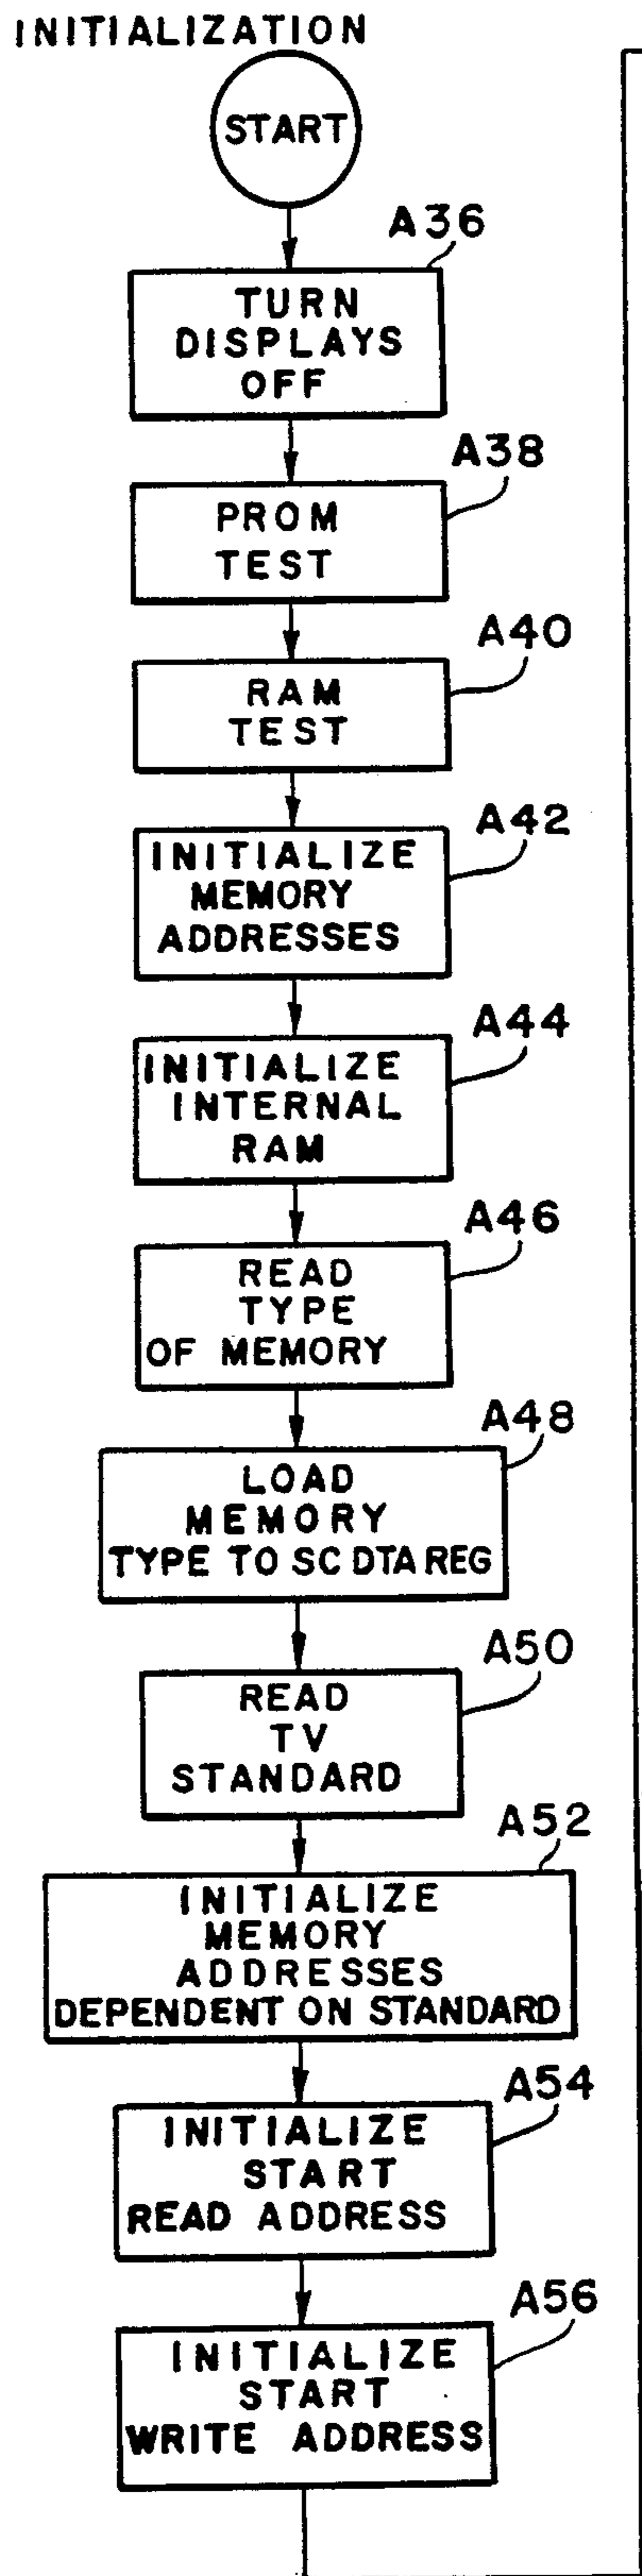 INITIALIZATION
START
A36
TURN
DISPLAYS
OFF
A38
PROM
TEST
A40
RAM
TEST
A42
INITIALIZE
MEMORY
ADDRESSES
A44
INITIALIZE
INTERNAL
RAM
A46
READ
TYPE
OF MEMORY
A48
LOAD
MEMORY
TYPE TO SC DTA REG
A50
READ
TV
STANDARD
A52
INITIALIZE
MEMORY
ADDRESSES
DEPENDENT ON STANDARD
A54
INITIALIZE
START
READ ADDRESS
A56
INITIALIZE
START
WRITE ADDRESS